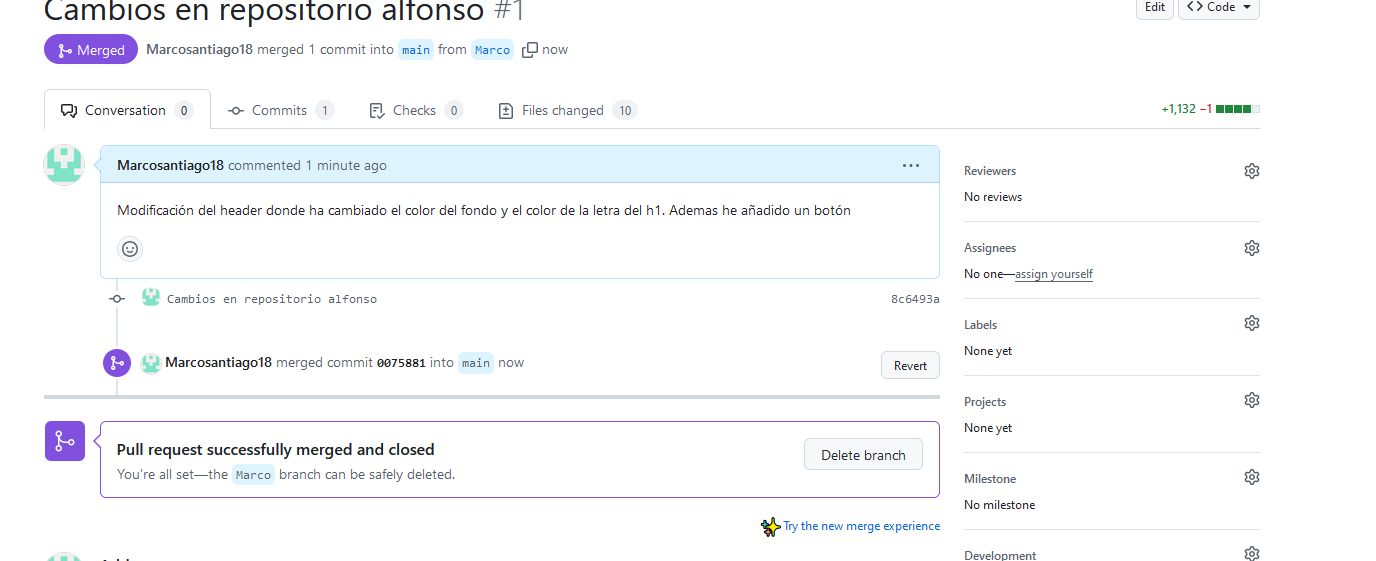 Cambios en repositorio alfonso #1
Edit
Code
Merged
Marcosantiago18 merged 1 commit into main from Marco now
Conversation 0
Commits 1
Checks 0
Files changed 10
+1,132 −1
Marcosantiago18 commented 1 minute ago
Modificación del header donde ha cambiado el color del fondo y el color de la letra del h1. Ademas he añadido un botón
Cambios en repositorio alfonso
8c6493a
Marcosantiago18 merged commit 0075881 into main now
Revert
Pull request successfully merged and closed
You're all set—the Marco branch can be safely deleted.
Delete branch
Try the new merge experience
Reviewers
No reviews
Assignees
No one—assign yourself
Labels
None yet
Projects
None yet
Milestone
No milestone
Development